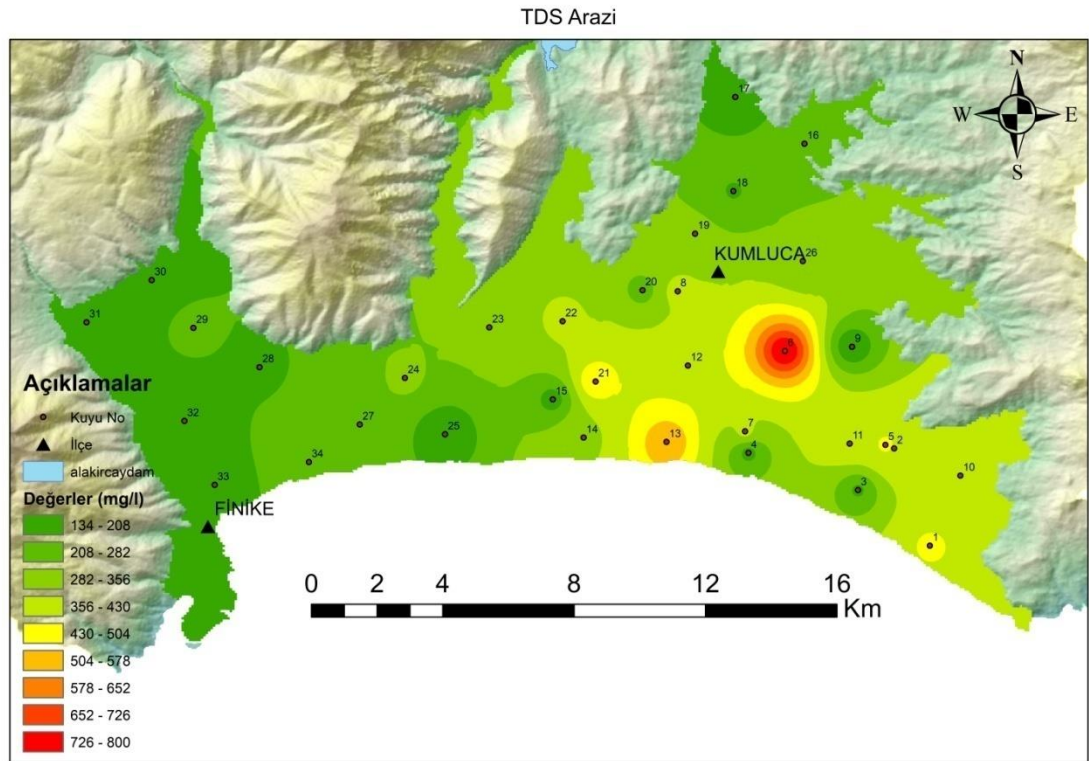 TDS Arazi
N
W
E
S
17
16
18
19
KUMLUCA
26
30
20
8
31
29
23
22
6
9
28
12
24
21
15
32
27
25
14
13
7
4
11
5
2
34
33
3
10
FİNİKE
1
Açıklamalar
Kuyu No
İlçe
alakircaydam
Değerler (mg/l)
134 - 208
208 - 282
282 - 356
356 - 430
430 - 504
504 - 578
578 - 652
652 - 726
726 - 800
0 2 4 8 12 16
Km